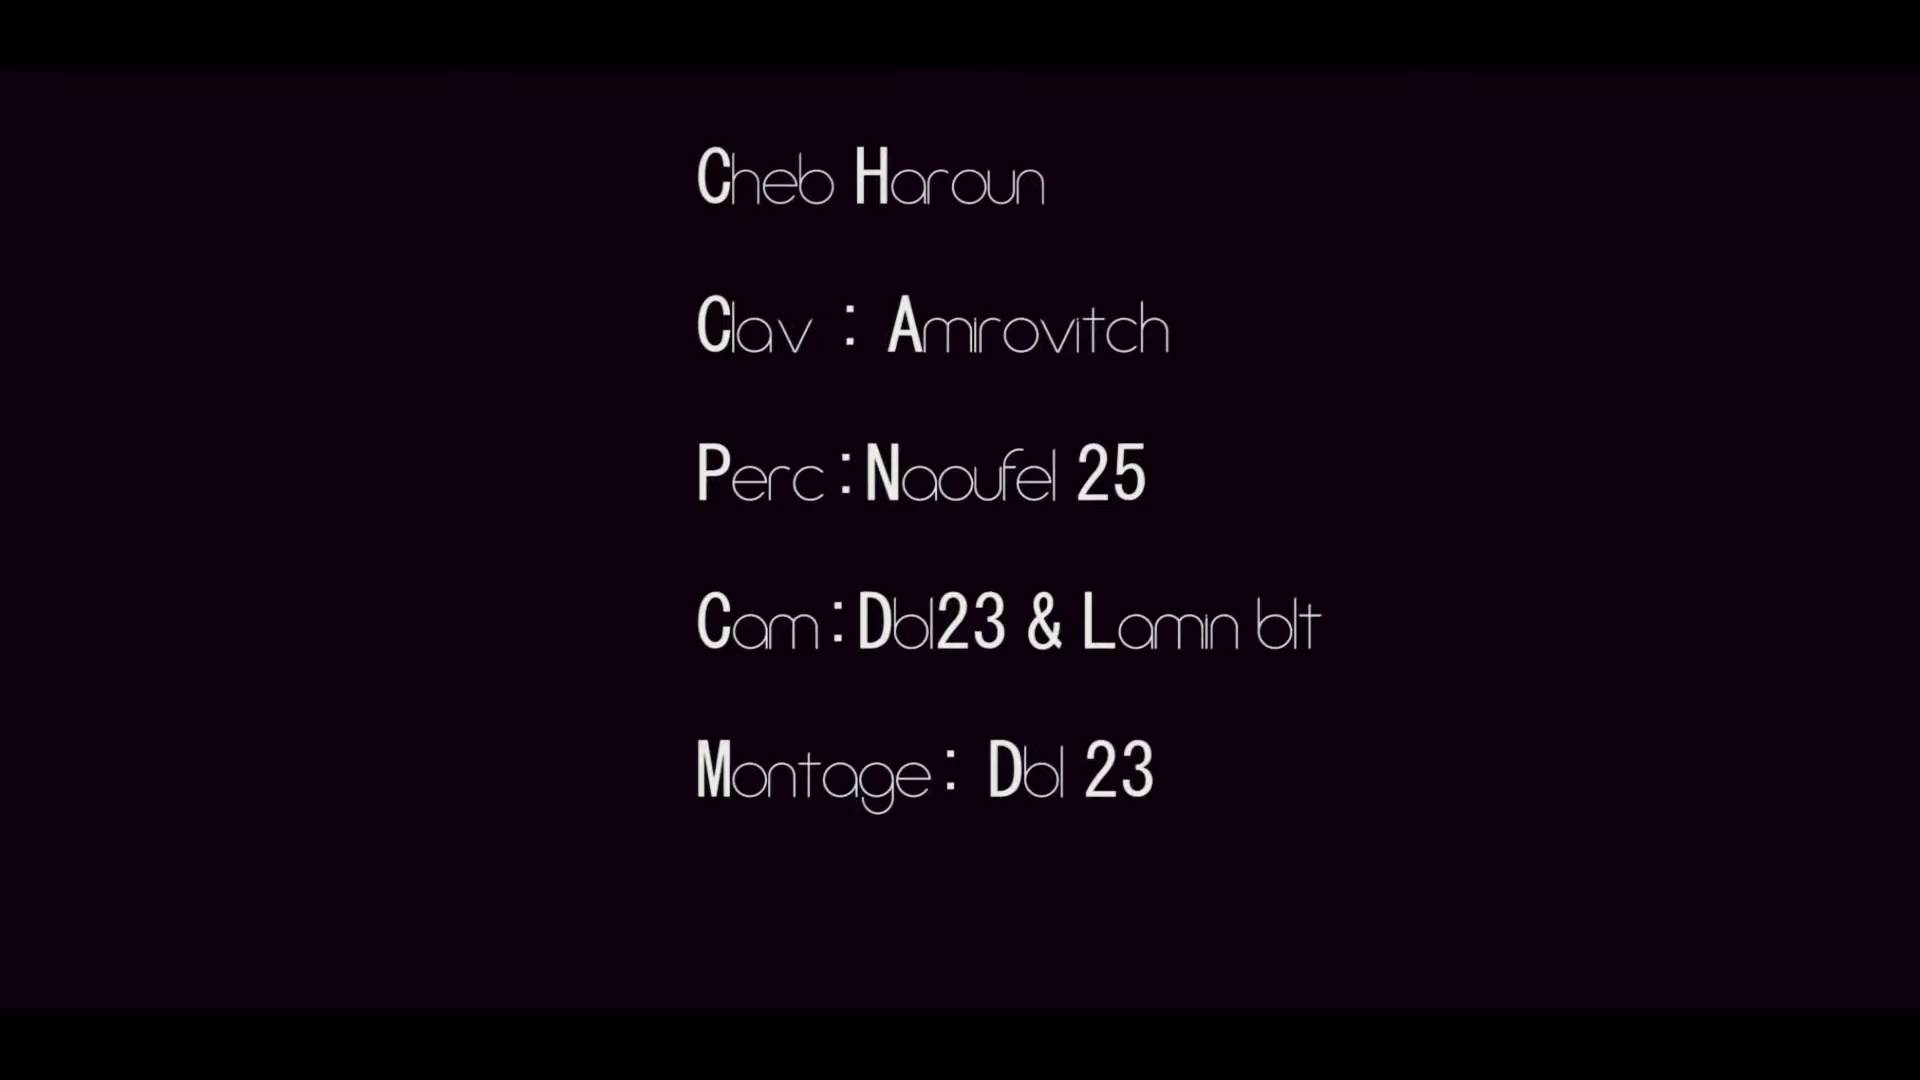 Cheb Haroun
Clav : Amirovitch
Perc : Naoufel 25
Cam : Dbl23 & Lamin blt
Montage : Dbl 23